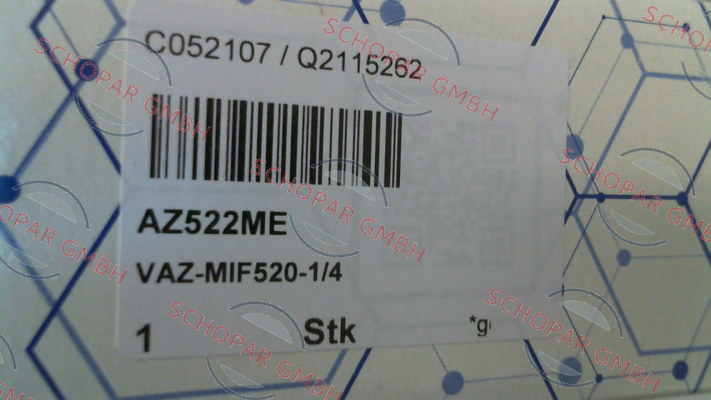 C052107 / Q2115262
AZ522ME
VAZ-MIF520-1/4
1 Stk
*g
SCHOPAR GMBH
SCHOPAR GMBH
SCHOPAR GMBH
SCHOPAR GMBH
SCHOPAR GMBH
SCHOPAR GMBH